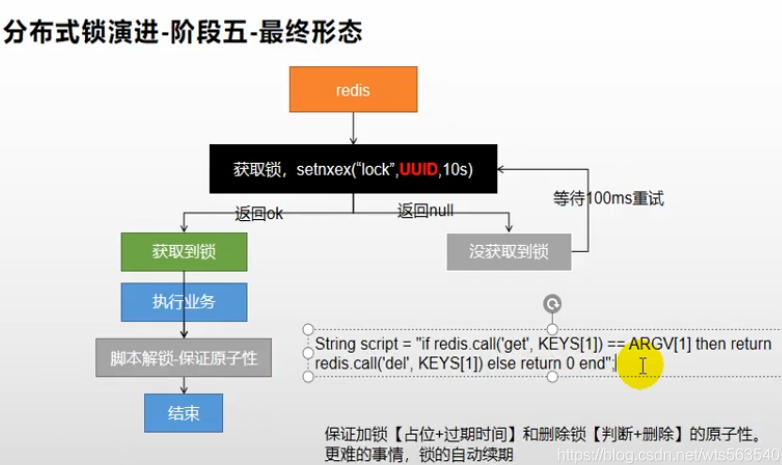 分布式锁演进-阶段五-最终形态
redis
获取锁，setnxex(“lock”,UUID,10s)
等待100ms重试
返回ok
返回null
获取到锁
没获取到锁
执行业务
String script = "if redis.call('get', KEYS[1]) == ARGV[1] then return
redis.call('del', KEYS[1]) else return 0 end";
脚本解锁-保证原子性
结束
保证加锁【占位+过期时间】和删除锁【判断+删除】的原子性。
更难的事情，锁的自动续期
https://blog.csdn.net/wts563540